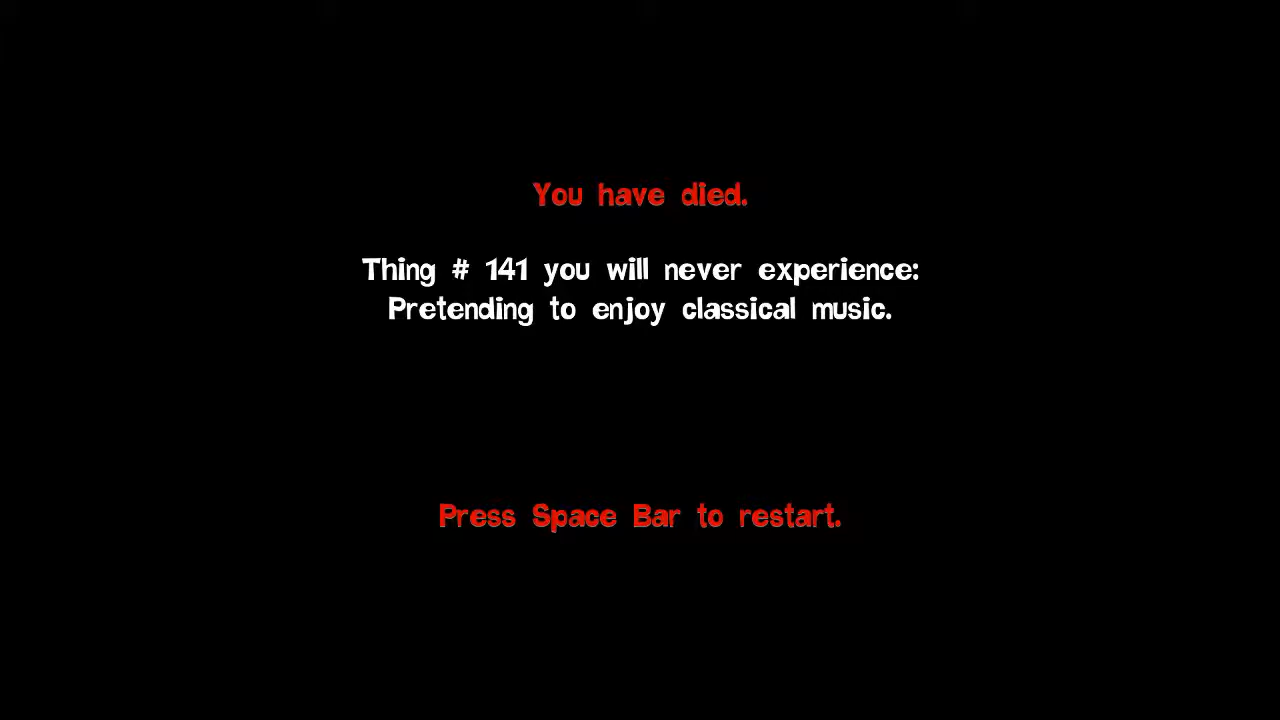 You have died.
Thing # 141 you will never experience:
Pretending to enjoy classical music.
Press Space Bar to restart.